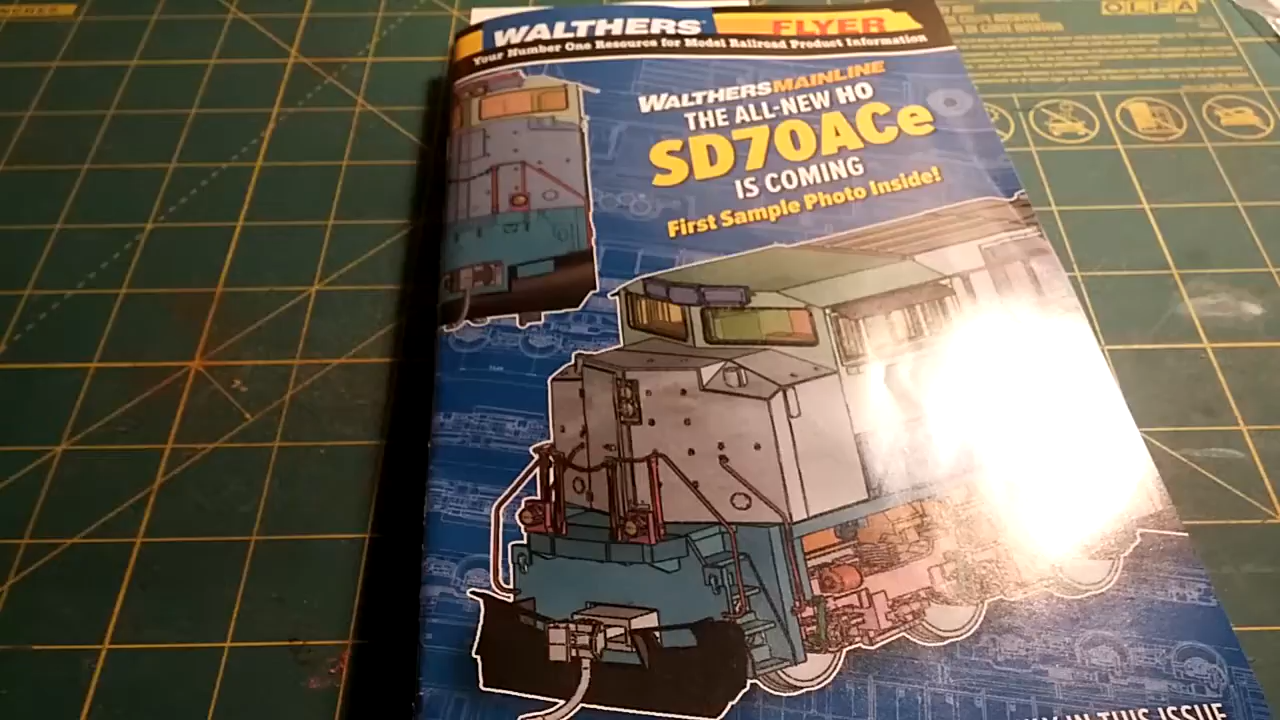 WALTHERS FLYER
Your Number One Resource for Model Railroad Product Information
WALTHERSMAINLINE
THE ALL-NEW HO
SD70ACe
IS COMING
First Sample Photo Inside!
IN THIS ISSUE
OLFA